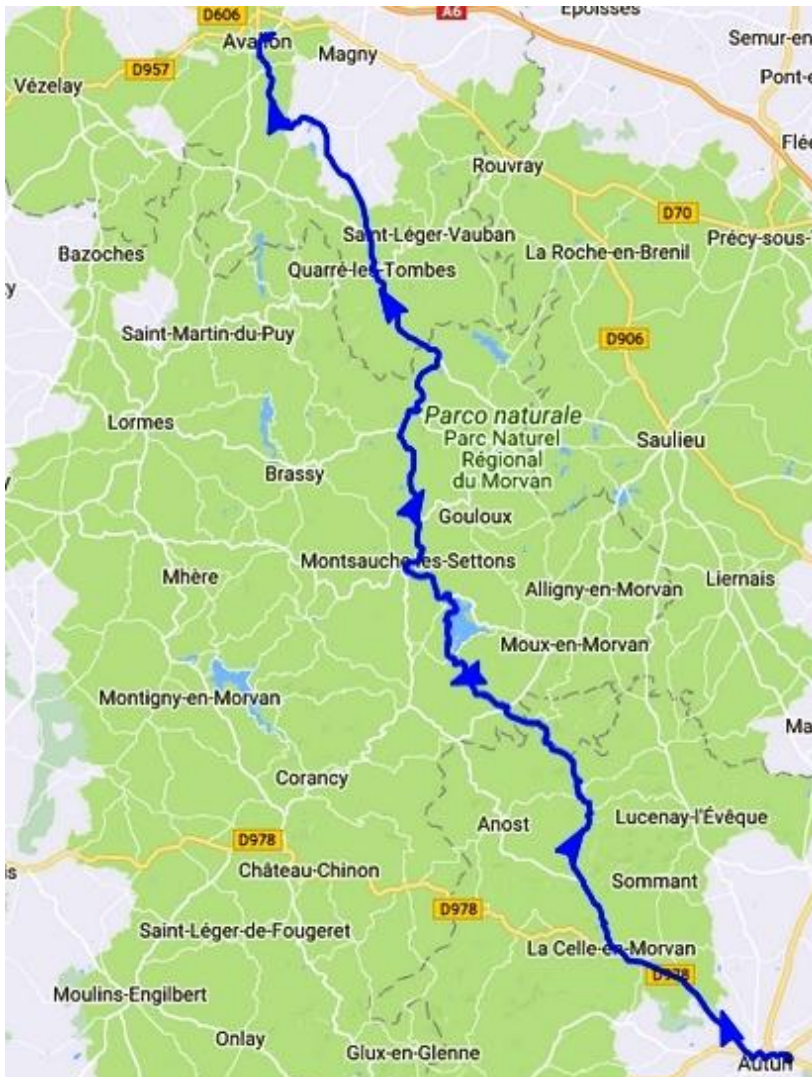 D606
A6
Époisses
Avallon
Magny
Semur-en-
D957
Vézelay
Pont-e
Rouvray
Flée
D70
Saint-Léger-Vauban
Précy-sous-
La Roche-en-Brenil
Bazoches
Quarré-les-Tombes
Saint-Martin-du-Puy
D906
Lormes
Parco naturale
Parc Naturel
Régional
du Morvan
Saulieu
Brassy
Gouloux
Montsauche-les-Settons
Mhère
Alligny-en-Morvan
Liernais
Moux-en-Morvan
Montigny-en-Morvan
Ma
Corancy
Anost
Lucenay-l'Évêque
D978
Château-Chinon
Sommant
D978
Saint-Léger-de-Fougeret
La Celle-en-Morvan
D978
Moulins-Engilbert
Onlay
Glux-en-Glenne
Autun